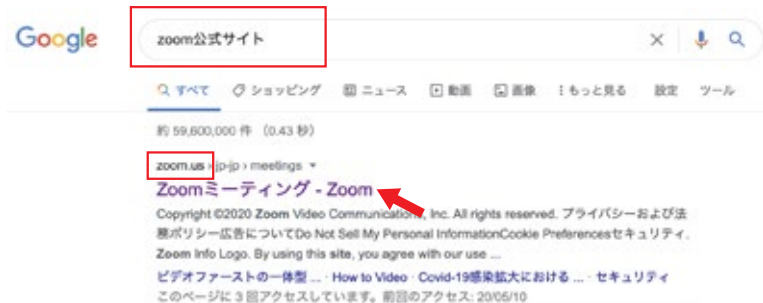 Google
zoom公式サイト
すべて ショッピング ニュース 動画 画像 もっと見る 設定 ツール
約 59,600,000 件 （0.43 秒）
zoom.us › jp-jp › meetings
Zoomミーティング - Zoom
Copyright ©2020 Zoom Video Communications, Inc. All rights reserved. プライバシーおよび法
務ポリシー広告についてDo Not Sell My Personal InformationCookie Preferencesセキュリティ.
Zoom Info Logo. By using this site, you agree with our use ...
ビデオファーストの一体型 ... · How to Video · Covid-19感染拡大における ... · セキュリティ
このページに 3 回アクセスしています。前回のアクセス: 20/05/10